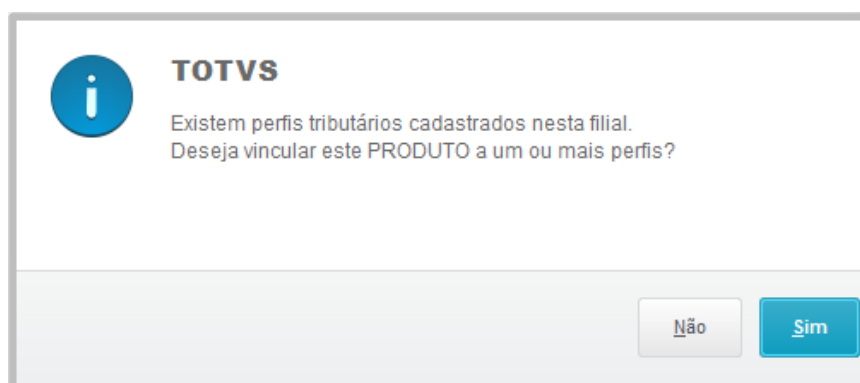 TOTVS
Existem perfis tributários cadastrados nesta filial.
Deseja vincular este PRODUTO a um ou mais perfis?
Não
Sim